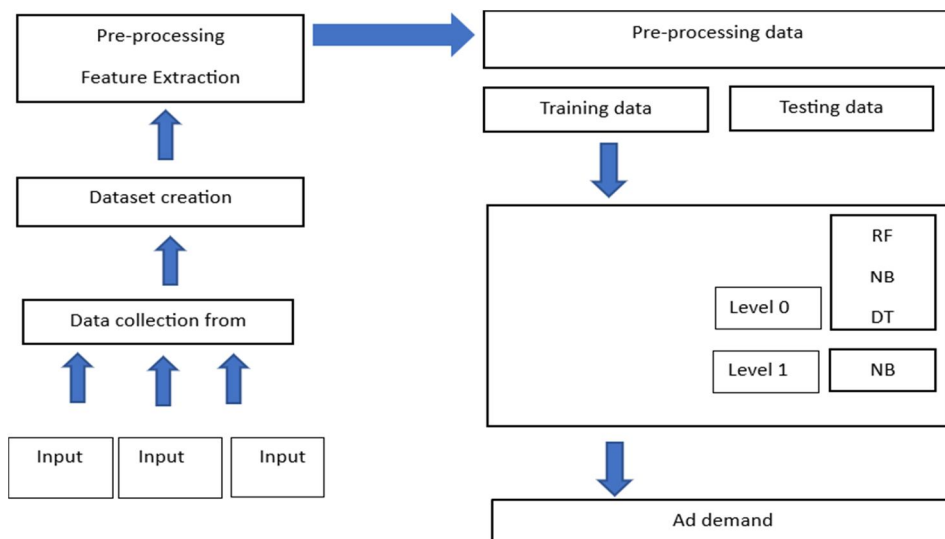 Pre-processing
Feature Extraction
Dataset creation
Data collection from
Input
Input
Input
Pre-processing data
Training data
Testing data
RF
NB
Level 0
DT
Level 1
NB
Ad demand